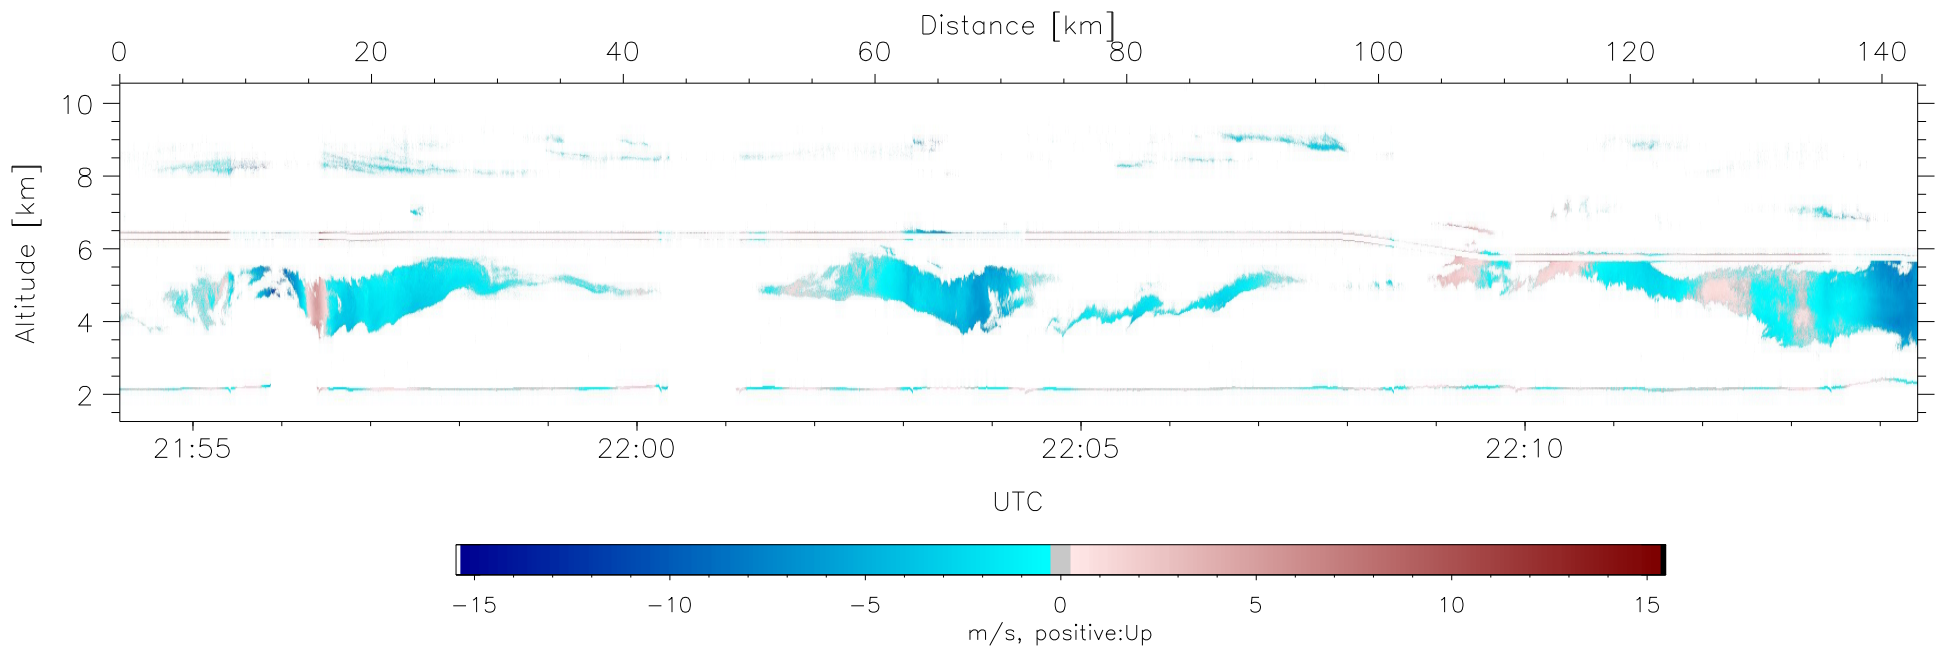 Distance [km]
0 20 40 60 80 100 120 140
Altitude [km]
10
8
6
4
2
21:55 22:00 22:05 22:10
UTC
−15 −10 −5 0 5 10 15
m/s, positive:Up